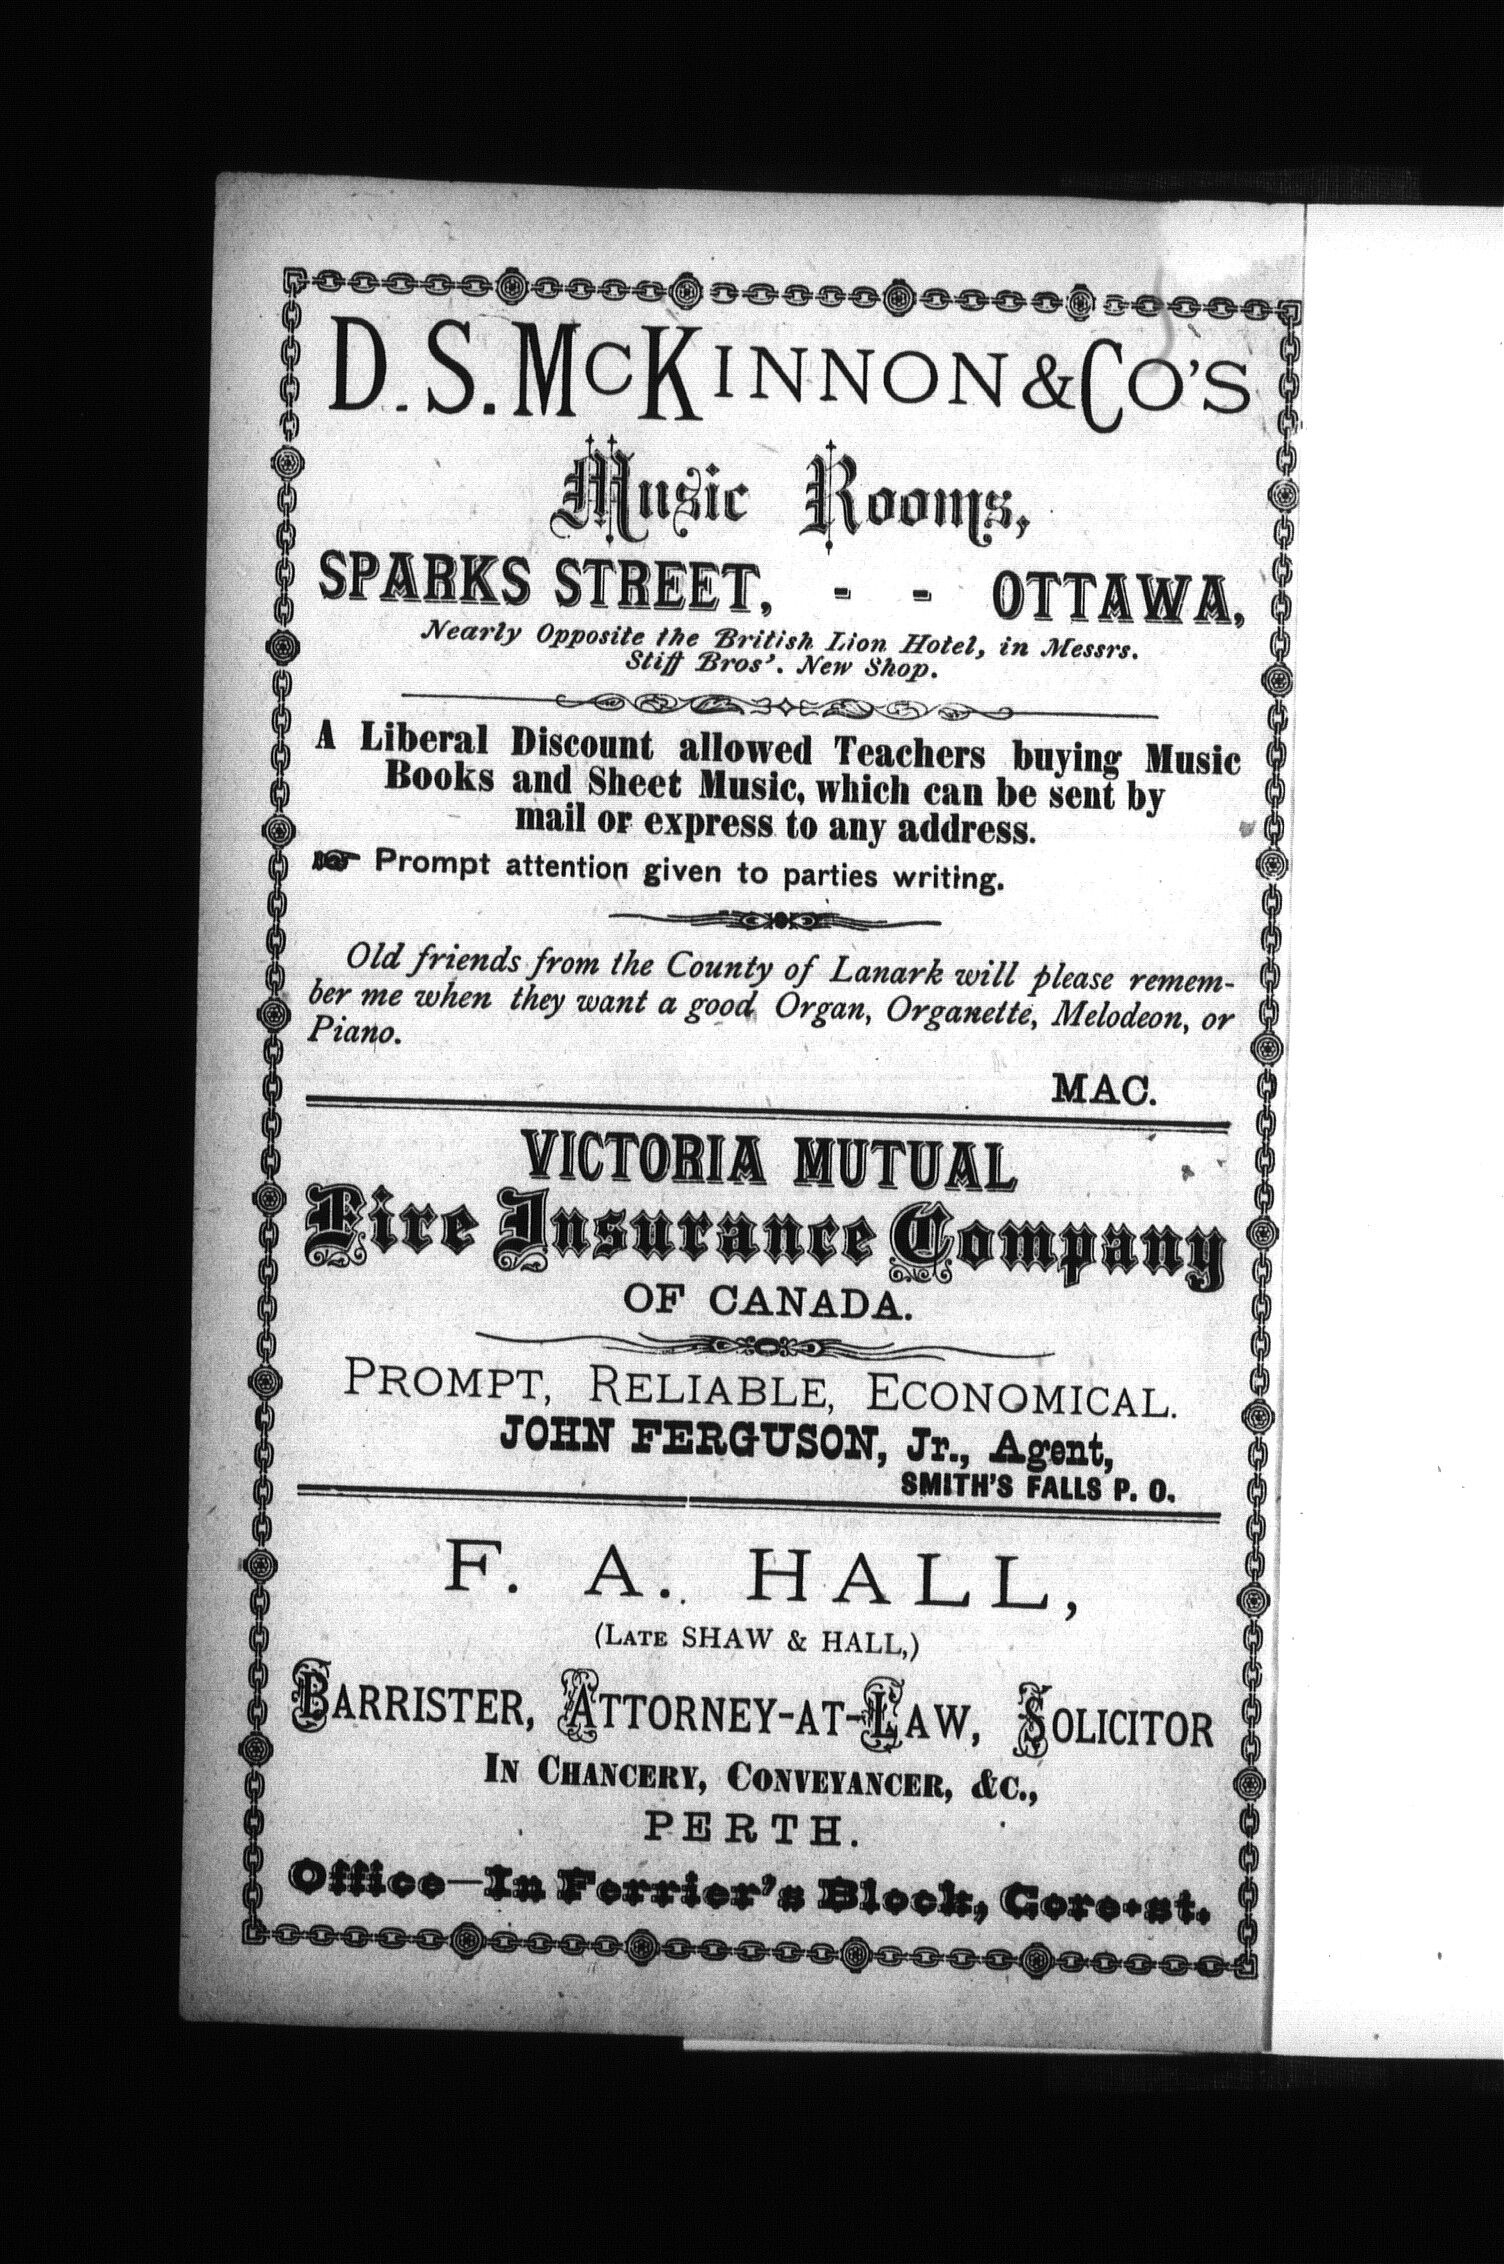 D. S. McKINNON & Co's
Music Rooms,
SPARKS STREET, - - OTTAWA,
Nearly Opposite the British Lion Hotel, in Messrs.
Stiff Bros'. New Shop.
A Liberal Discount allowed Teachers buying Music
Books and Sheet Music, which can be sent by
mail or express to any address.
☞ Prompt attention given to parties writing.
Old friends from the County of Lanark will please remem-
ber me when they want a good Organ, Organette, Melodeon, or
Piano.
MAC.
VICTORIA MUTUAL
Fire Insurance Company
OF CANADA.
PROMPT, RELIABLE, ECONOMICAL.
JOHN FERGUSON, Jr., Agent,
SMITH'S FALLS P. O.
F. A. HALL,
(LATE SHAW & HALL,)
BARRISTER, ATTORNEY-AT-LAW, SOLICITOR
IN CHANCERY, CONVEYANCER, &C.,
PERTH.
Office—In Ferrier's Block, Gore-st.